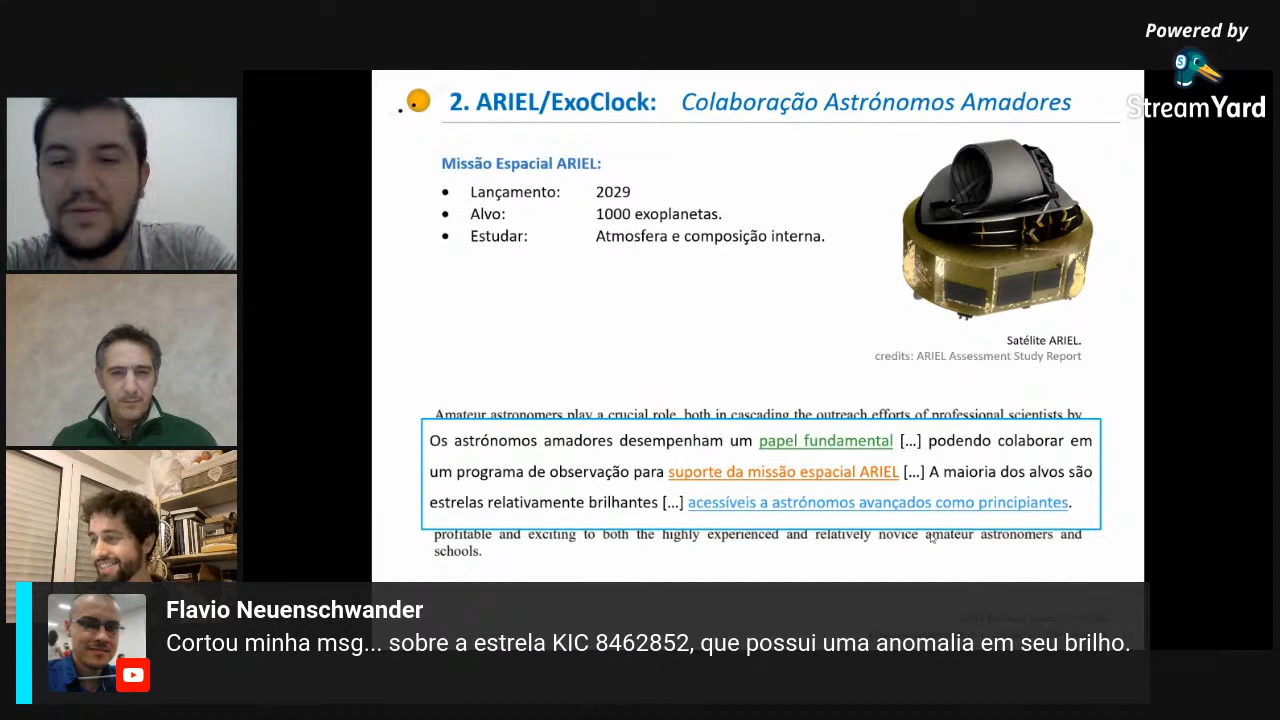 Powered by
StreamYard
2. ARIEL/ExoClock: Colaboração Astrónomos Amadores
Missão Espacial ARIEL:
• Lançamento: 2029
• Alvo: 1000 exoplanetas.
• Estudar: Atmosfera e composição interna.
Satélite ARIEL.
credits: ARIEL Assessment Study Report
Amateur astronomers play a crucial role, both in cascading the outreach efforts of professional scientists by
Os astrónomos amadores desempenham um papel fundamental [...] podendo colaborar em
um programa de observação para suporte da missão espacial ARIEL [...] A maioria dos alvos são
estrelas relativamente brilhantes [...] acessíveis a astrónomos avançados como principiantes.
profitable and exciting to both the highly experienced and relatively novice amateur astronomers and
schools.
Flavio Neuenschwander
Cortou minha msg... sobre a estrela KIC 8462852, que possui uma anomalia em seu brilho.